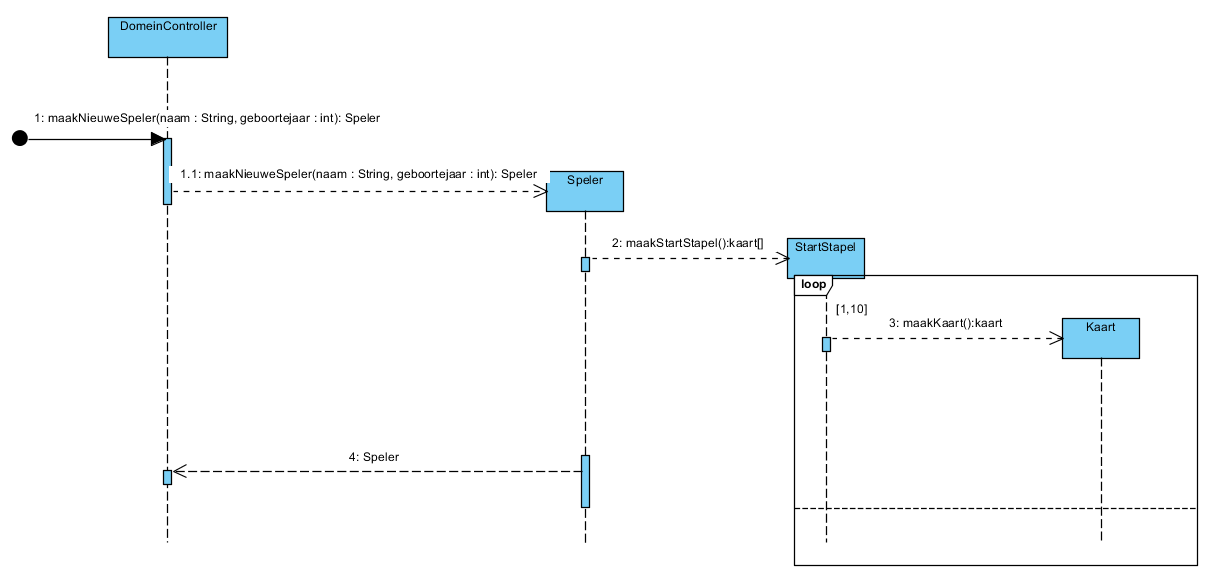 DomeinController
1: maakNieuweSpeler(naam : String, geboortejaar : int): Speler
1.1: maakNieuweSpeler(naam : String, geboortejaar : int): Speler
Speler
2: maakStartStapel():kaart[]
StartStapel
loop
[1,10]
3: maakKaart():kaart
Kaart
4: Speler